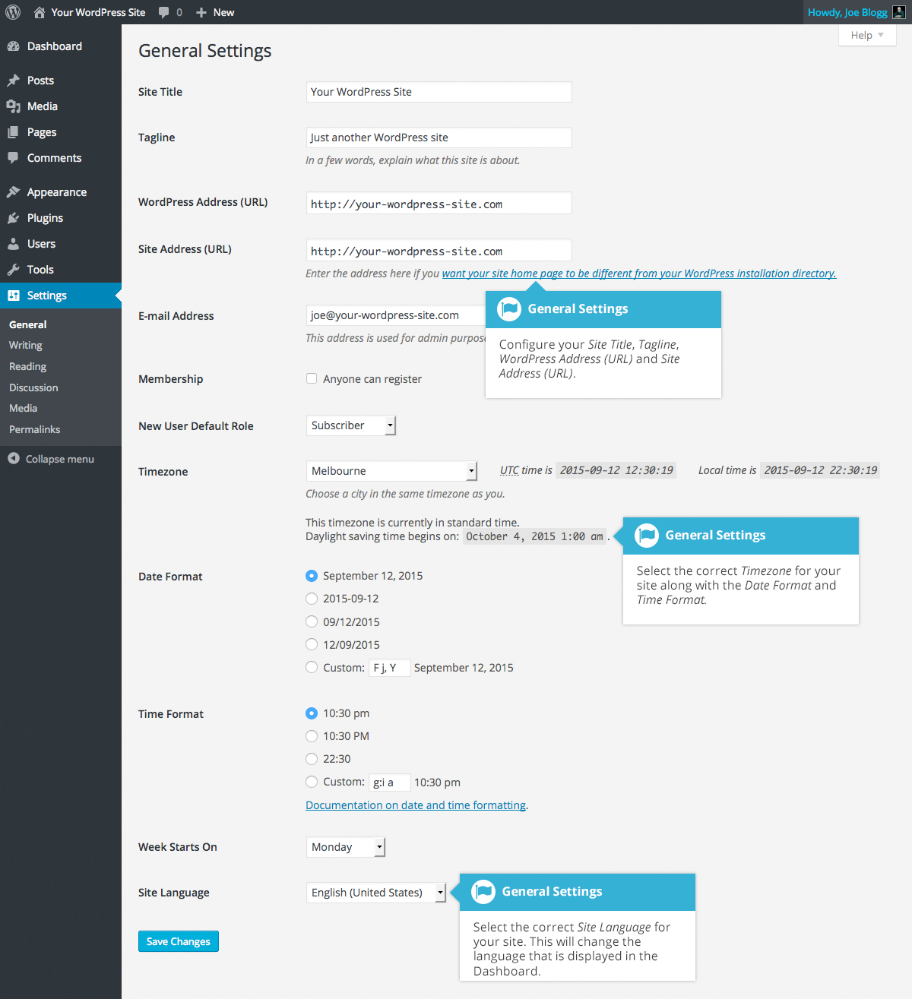 Your WordPress Site 0 New Howdy, Joe Blogg
Help
Dashboard
Posts
Media
Pages
Comments
Appearance
Plugins
Users
Tools
Settings
General
Writing
Reading
Discussion
Media
Permalinks
Collapse menu
General Settings
Site Title Your WordPress Site
Tagline Just another WordPress site
In a few words, explain what this site is about.
WordPress Address (URL) http://your-wordpress-site.com
Site Address (URL) http://your-wordpress-site.com
Enter the address here if you want your site home page to be different from your WordPress installation directory.
General Settings
Configure your Site Title, Tagline,
WordPress Address (URL) and Site
Address (URL).
E-mail Address joe@your-wordpress-site.com
This address is used for admin
Membership Anyone can register
New User Default Role Subscriber
Timezone Melbourne UTC time is 2015-09-12 12:30:19 Local time is 2015-09-12 22:30:19
Choose a city in the same timezone as you.
This timezone is currently in standard time.
Daylight saving time begins on: October 4, 2015 1:00 am .
General Settings
Select the correct Timezone for your
site along with the Date Format and
Time Format.
Date Format September 12, 2015
2015-09-12
09/12/2015
12/09/2015
Custom: F j, Y September 12, 2015
Time Format 10:30 pm
10:30 PM
22:30
Custom: g:i a 10:30 pm
Documentation on date and time formatting.
Week Starts On Monday
Site Language English (United States)
General Settings
Select the correct Site Language for
your site. This will change the
language that is displayed in the
Dashboard.
Save Changes